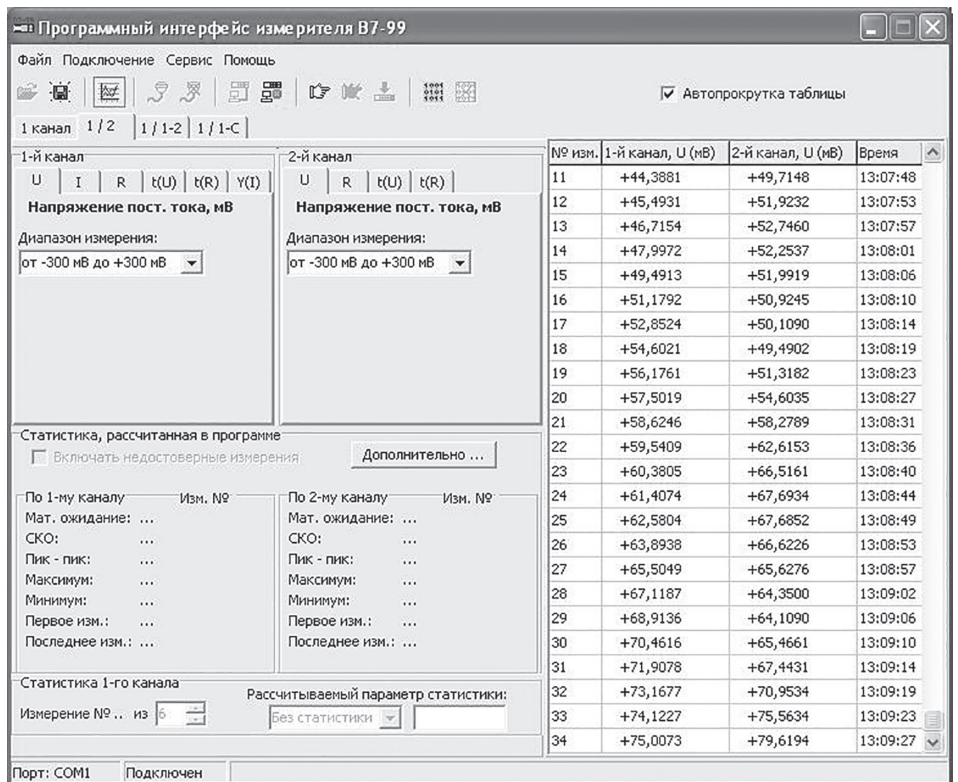 Программный интерфейс измерителя В7-99
Файл Подключение Сервис Помощь
Автопрокрутка таблицы
1 канал 1 / 2 1 / 1-2 1 / 1-С
1-й канал
U I R t(U) t(R) Y(I)
Напряжение пост. тока, мВ
Диапазон измерения:
от -300 мВ до +300 мВ
2-й канал
U R t(U) t(R)
Напряжение пост. тока, мВ
Диапазон измерения:
от -300 мВ до +300 мВ
Статистика, рассчитанная в программе
Включать недостоверные измерения
Дополнительно ...
По 1-му каналу Изм. №
Мат. ожидание: ...
СКО: ...
Пик - пик: ...
Максимум: ...
Минимум: ...
Первое изм.: ...
Последнее изм.: ...
По 2-му каналу Изм. №
Мат. ожидание: ...
СКО: ...
Пик - пик: ...
Максимум: ...
Минимум: ...
Первое изм.: ...
Последнее изм.: ...
Статистика 1-го канала
Измерение № .. из 6
Рассчитываемый параметр статистики:
Без статистики
№ изм. 1-й канал, U (мВ) 2-й канал, U (мВ) Время
11 +44,3881 +49,7148 13:07:48
12 +45,4931 +51,9232 13:07:53
13 +46,7154 +52,7460 13:07:57
14 +47,9972 +52,2537 13:08:01
15 +49,4913 +51,9919 13:08:06
16 +51,1792 +50,9245 13:08:10
17 +52,8524 +50,1090 13:08:14
18 +54,6021 +49,4902 13:08:19
19 +56,1761 +51,3182 13:08:23
20 +57,5019 +54,6035 13:08:27
21 +58,6246 +58,2789 13:08:31
22 +59,5409 +62,6153 13:08:36
23 +60,3805 +66,5161 13:08:40
24 +61,4074 +67,6934 13:08:44
25 +62,5804 +67,6852 13:08:49
26 +63,8938 +66,6226 13:08:53
27 +65,5049 +65,6276 13:08:57
28 +67,1187 +64,3500 13:09:02
29 +68,9136 +64,1090 13:09:06
30 +70,4616 +65,4661 13:09:10
31 +71,9078 +67,4431 13:09:14
32 +73,1677 +70,9534 13:09:19
33 +74,1227 +75,5634 13:09:23
34 +75,0073 +79,6194 13:09:27
Порт: COM1 Подключен